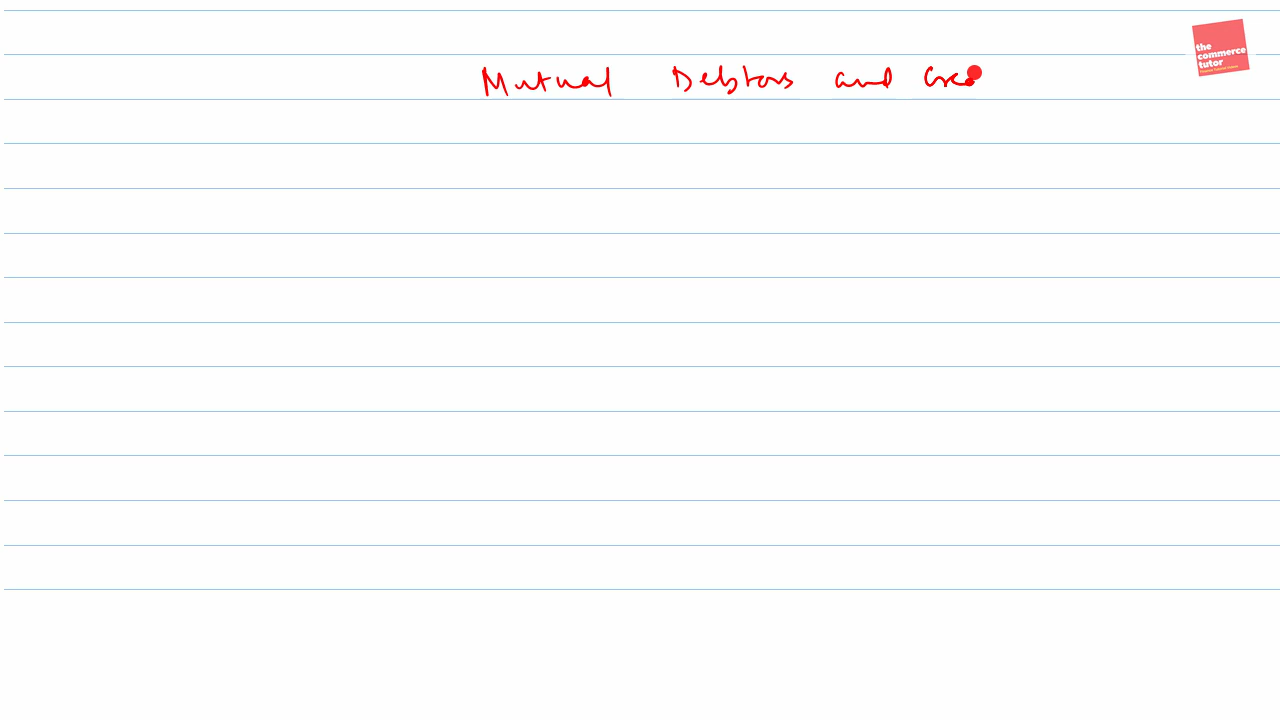 the
commerce
tutor
Mutual Debtors and Cre